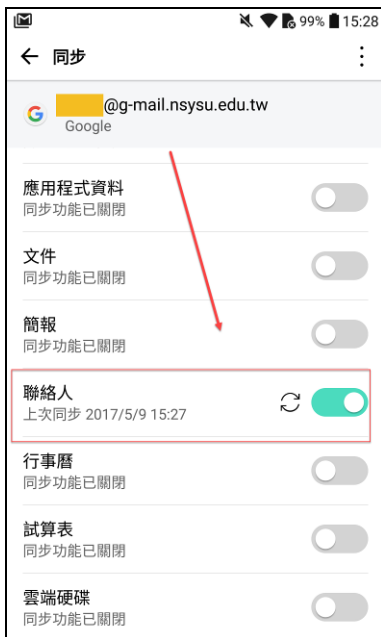 99% 15:28
同步
@g-mail.nsysu.edu.tw
Google
應用程式資料
同步功能已關閉
文件
同步功能已關閉
簡報
同步功能已關閉
聯絡人
上次同步 2017/5/9 15:27
行事曆
同步功能已關閉
試算表
同步功能已關閉
雲端硬碟
同步功能已關閉